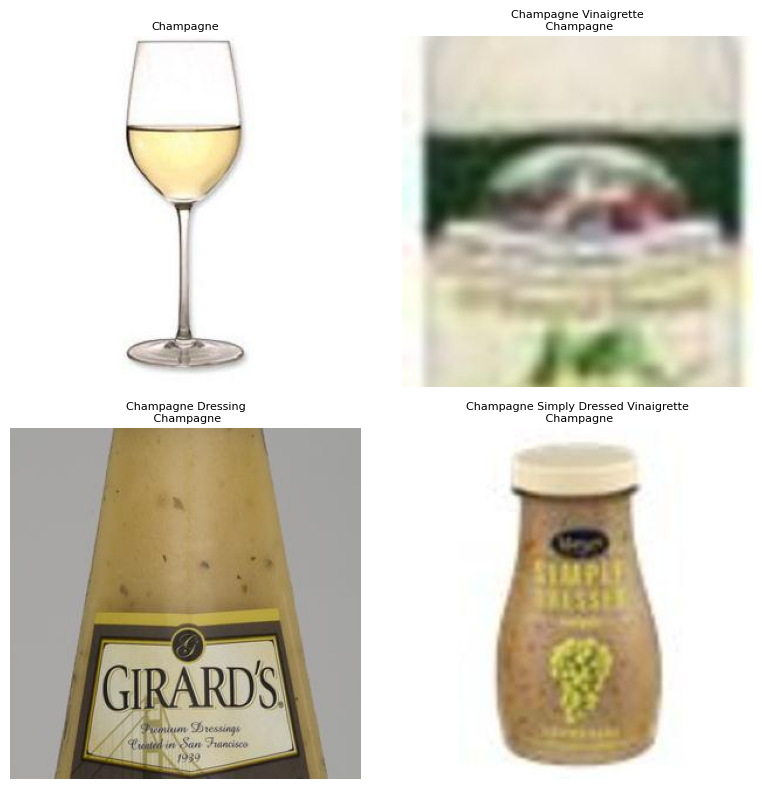 Champagne
Champagne Vinaigrette
Champagne
Champagne Dressing
Champagne
Champagne Simply Dressed Vinaigrette
Champagne
G
GIRARD'S
Premium Dressings
Created in San Francisco
1939
SIMPLY
DRESSED